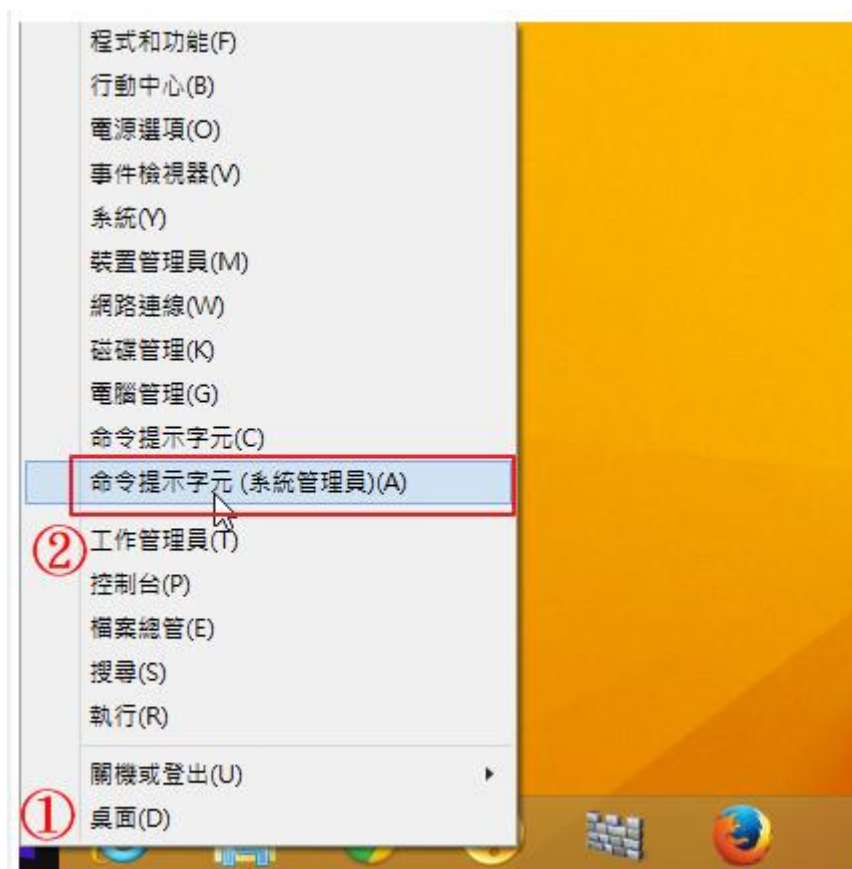 程式和功能(F)
行動中心(B)
電源選項(O)
事件檢視器(V)
系統(Y)
裝置管理員(M)
網路連線(W)
磁碟管理(K)
電腦管理(G)
命令提示字元(C)
命令提示字元 (系統管理員)(A)
② 工作管理員(T)
控制台(P)
檔案總管(E)
搜尋(S)
執行(R)
關機或登出(U)
① 桌面(D)